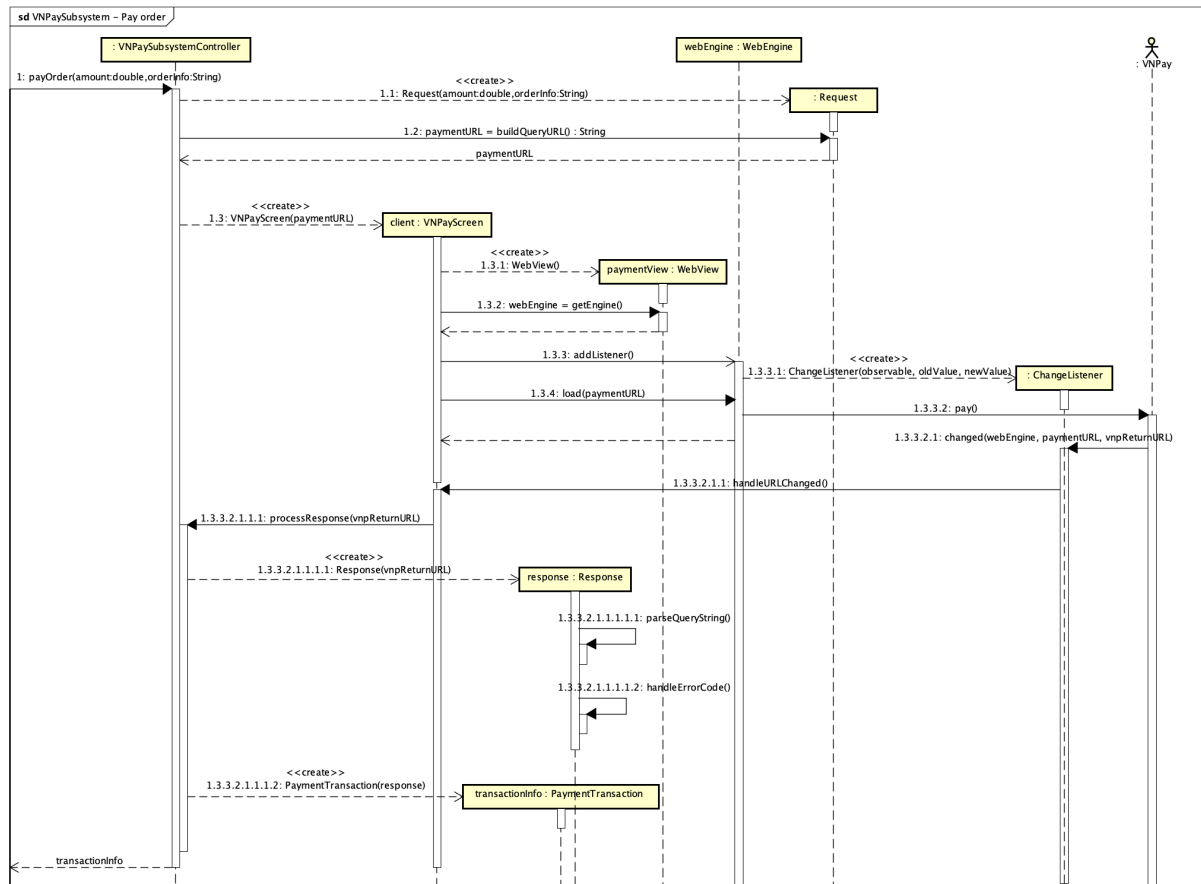 sd VNPaySubsystem - Pay order
: VNPaySubsystemController
webEngine : WebEngine
: VNPay
1: payOrder(amount:double,orderInfo:String)
<<create>>
1.1: Request(amount:double,orderInfo:String)
: Request
1.2: paymentURL = buildQueryURL() : String
paymentURL
<<create>>
1.3: VNPayScreen(paymentURL)
client : VNPayScreen
<<create>>
1.3.1: WebView()
paymentView : WebView
1.3.2: webEngine = getEngine()
1.3.3: addListener()
<<create>>
1.3.3.1: ChangeListener(observable, oldValue, newValue)
: ChangeListener
1.3.4: load(paymentURL)
1.3.3.2: pay()
1.3.3.2.1: changed(webEngine, paymentURL, vnpReturnURL)
1.3.3.2.1.1: handleURLChanged()
1.3.3.2.1.1.1: processResponse(vnpReturnURL)
<<create>>
1.3.3.2.1.1.1.1: Response(vnpReturnURL)
response : Response
1.3.3.2.1.1.1.1.1: parseQueryString()
1.3.3.2.1.1.1.1.2: handleErrorCode()
<<create>>
1.3.3.2.1.1.1.2: PaymentTransaction(response)
transactionInfo : PaymentTransaction
transactionInfo